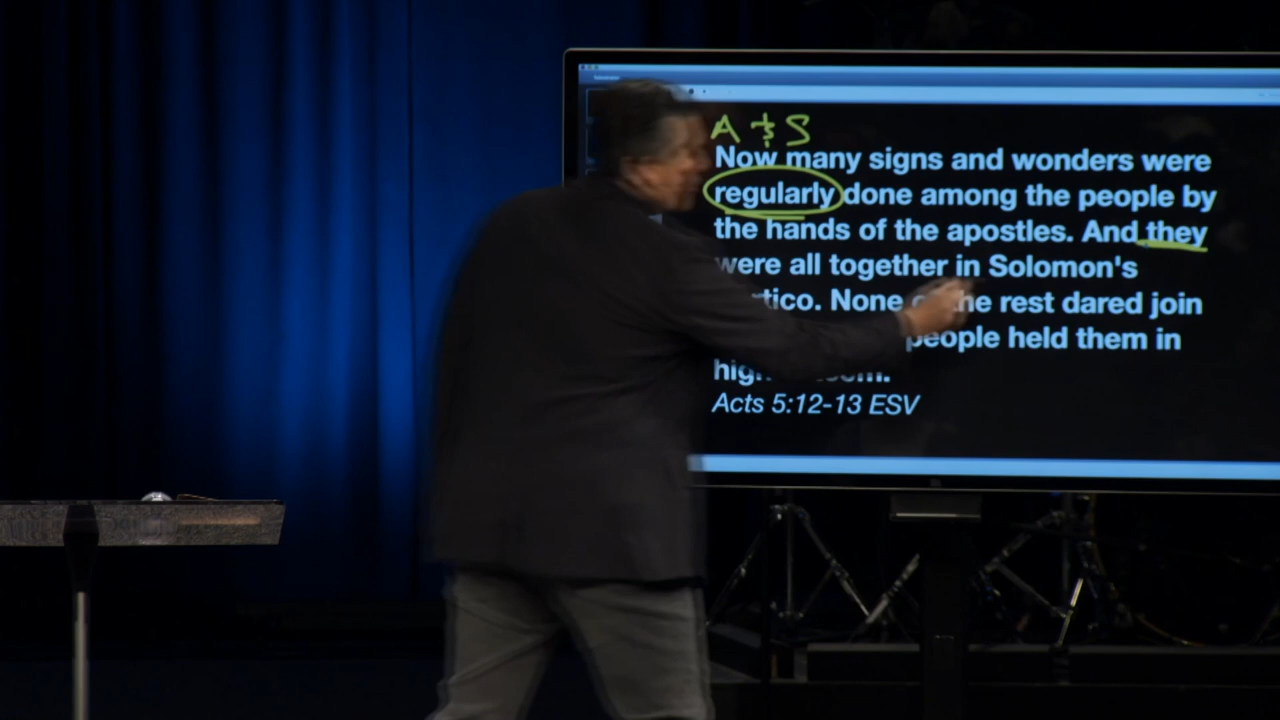 A & S
Now many signs and wonders were
regularly done among the people by
the hands of the apostles. And they
were all together in Solomon's
None the rest dared join
people held them in
Acts 5:12-13 ESV